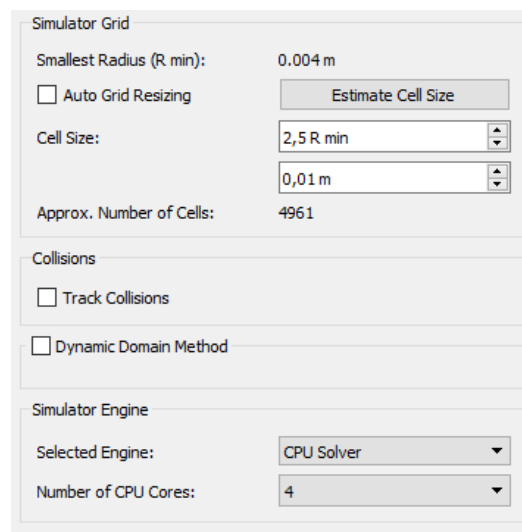 Simulator Grid
Smallest Radius (R min): 0.004 m
Auto Grid Resizing Estimate Cell Size
Cell Size: 2,5 R min
0,01 m
Approx. Number of Cells: 4961
Collisions
Track Collisions
Dynamic Domain Method
Simulator Engine
Selected Engine: CPU Solver
Number of CPU Cores: 4